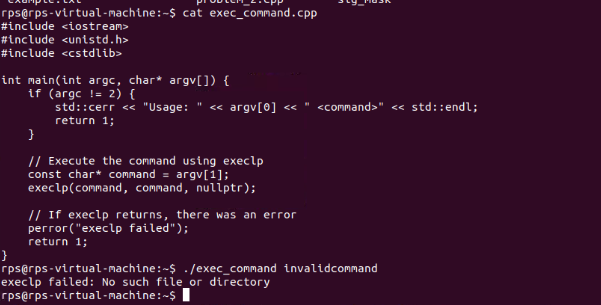 example.txt problem_2.cpp sig_mask
rps@rps-virtual-machine:~$ cat exec_command.cpp
#include <iostream>
#include <unistd.h>
#include <cstdlib>

int main(int argc, char* argv[]) {
    if (argc != 2) {
        std::cerr << "Usage: " << argv[0] << " <command>" << std::endl;
        return 1;
    }

    // Execute the command using execlp
    const char* command = argv[1];
    execlp(command, command, nullptr);

    // If execlp returns, there was an error
    perror("execlp failed");
    return 1;
}
rps@rps-virtual-machine:~$ ./exec_command invalidcommand
execlp failed: No such file or directory
rps@rps-virtual-machine:~$